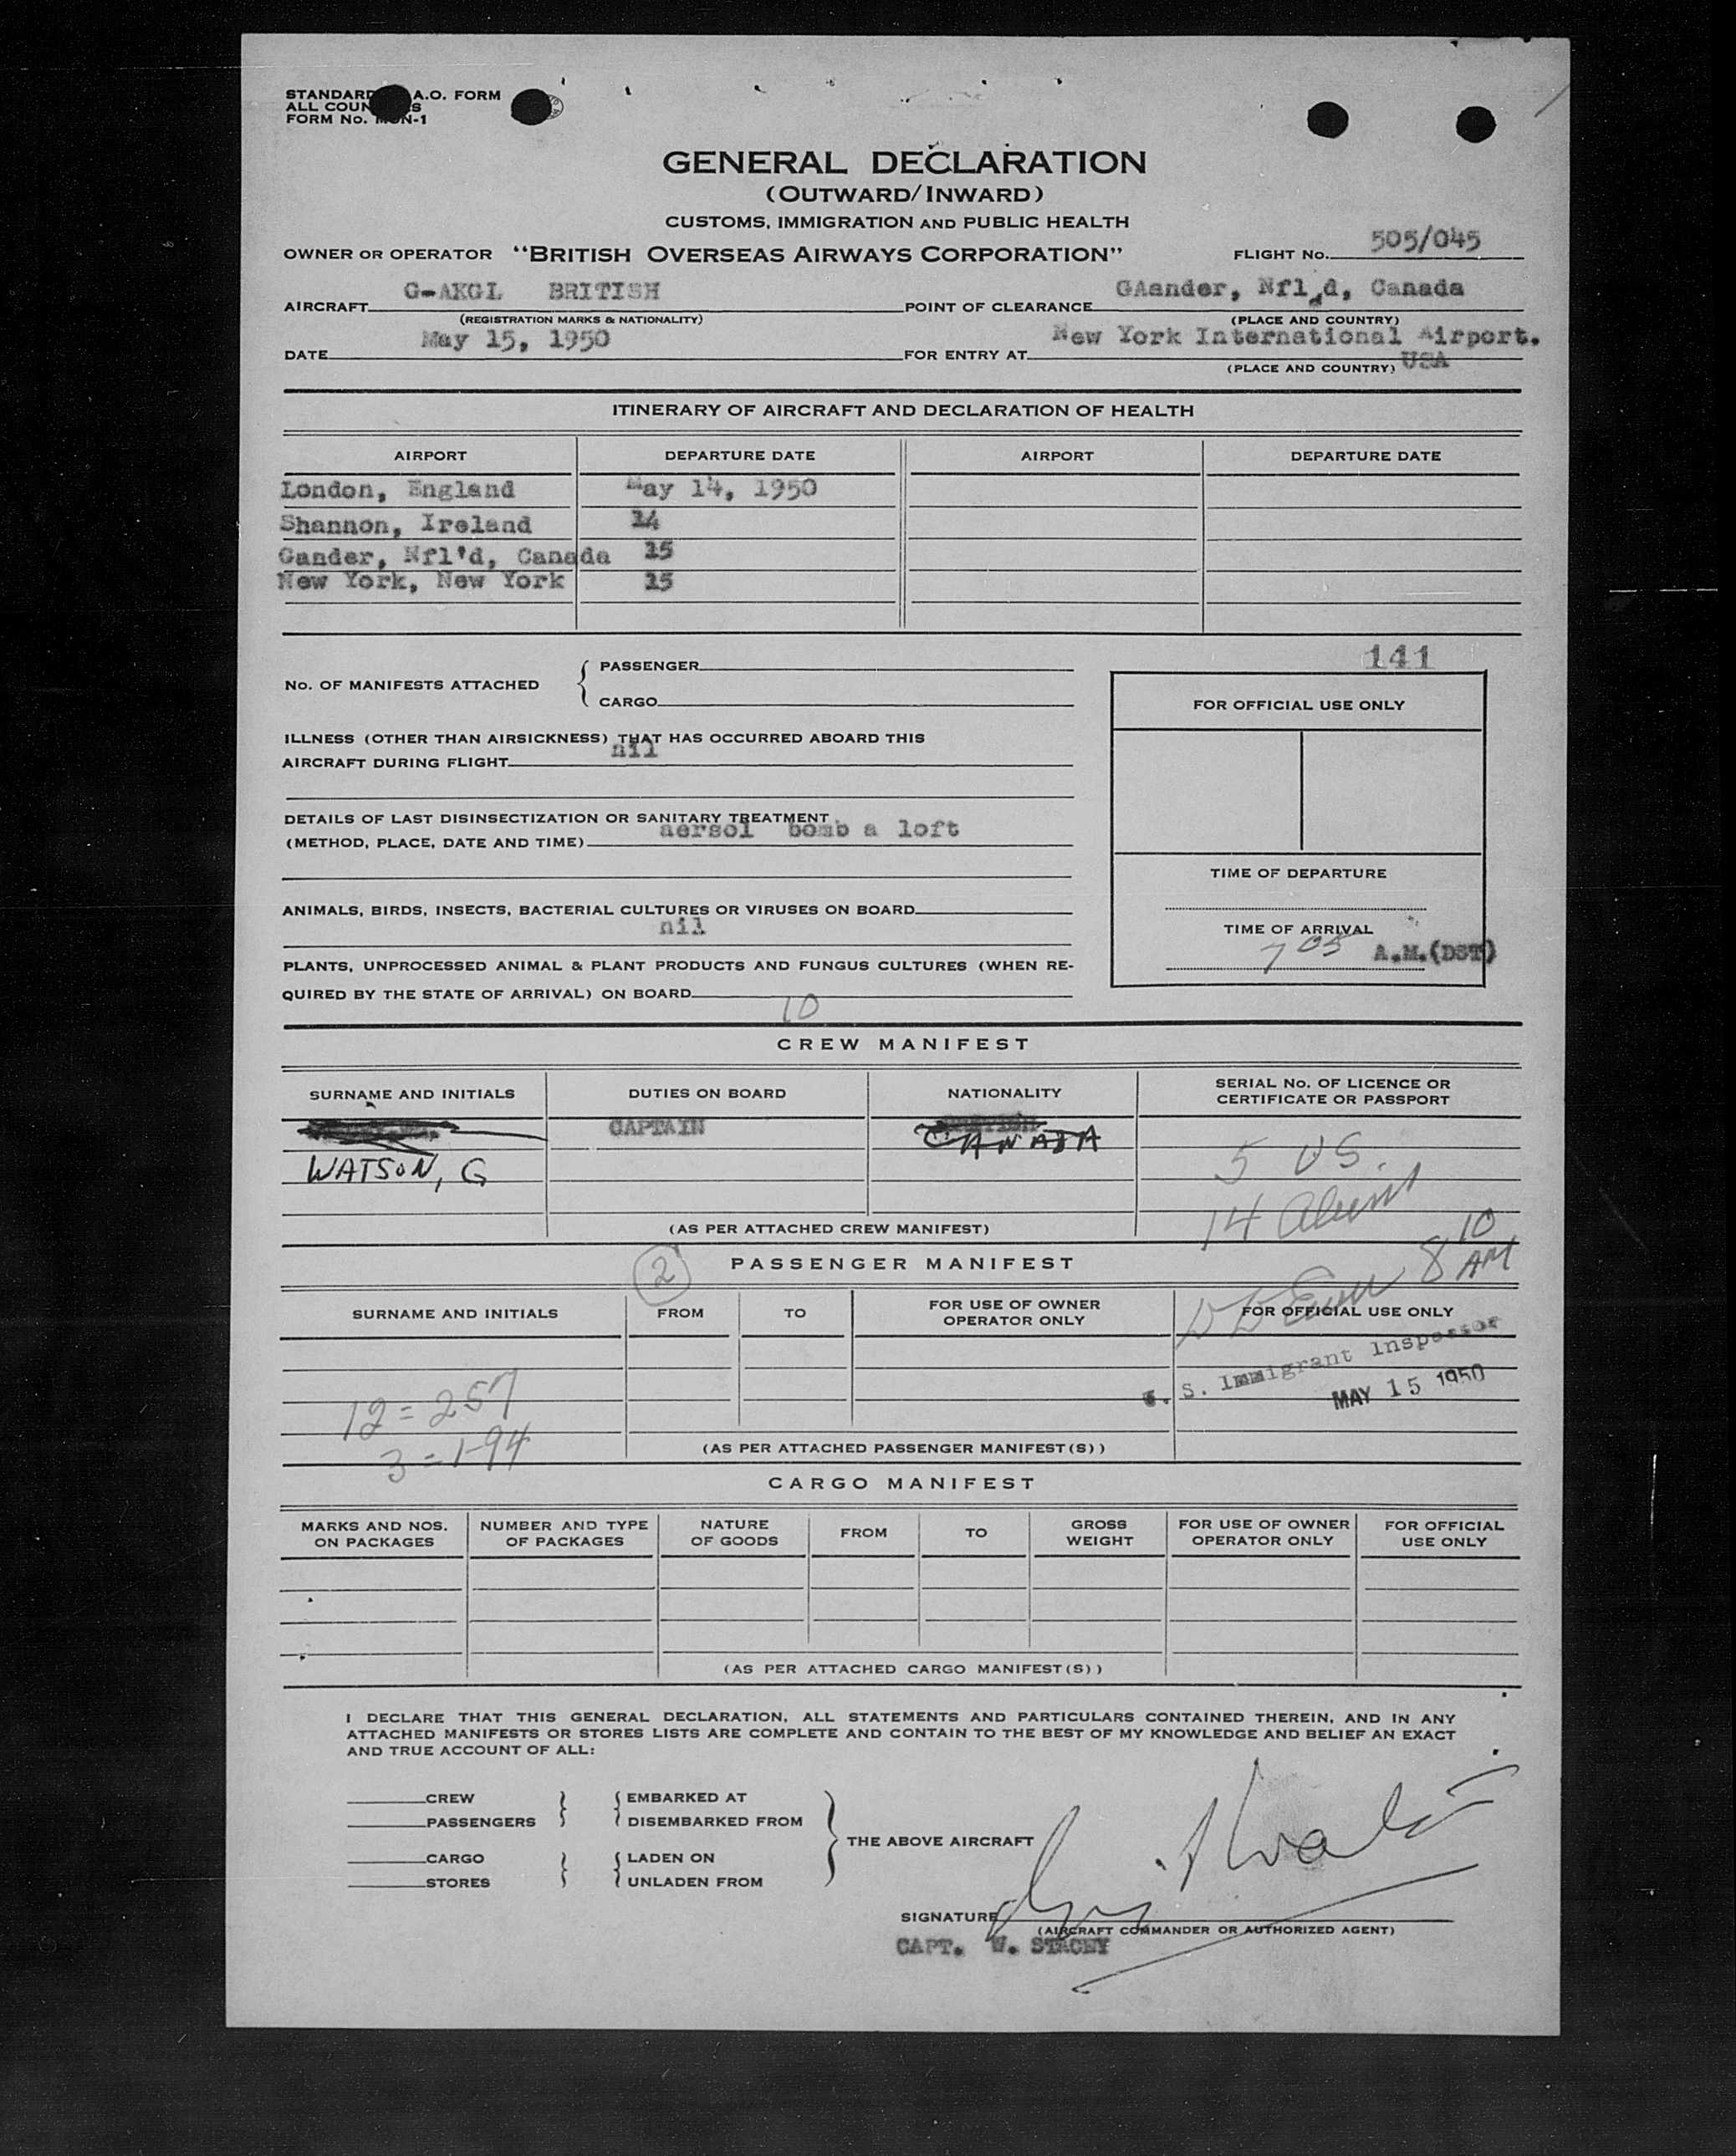 STANDARD A.O. FORM
ALL COUN S
FORM No. N-1
GENERAL DECLARATION
(OUTWARD/INWARD)
CUSTOMS, IMMIGRATION AND PUBLIC HEALTH
OWNER OR OPERATOR "BRITISH OVERSEAS AIRWAYS CORPORATION" FLIGHT No. 505/045
AIRCRAFT G-AKGL BRITISH POINT OF CLEARANCE GAander, Nfl,d, Canada
(REGISTRATION MARKS & NATIONALITY) (PLACE AND COUNTRY)
DATE May 15, 1950 FOR ENTRY AT New York International Airport.
(PLACE AND COUNTRY) USA
ITINERARY OF AIRCRAFT AND DECLARATION OF HEALTH
AIRPORT DEPARTURE DATE AIRPORT DEPARTURE DATE
London, England May 14, 1950
Shannon, Ireland 14
Gander, Nfl'd, Canada 15
New York, New York 15
141
No. OF MANIFESTS ATTACHED { PASSENGER
CARGO
FOR OFFICIAL USE ONLY
ILLNESS (OTHER THAN AIRSICKNESS) THAT HAS OCCURRED ABOARD THIS
AIRCRAFT DURING FLIGHT nil
DETAILS OF LAST DISINSECTIZATION OR SANITARY TREATMENT
(METHOD, PLACE, DATE AND TIME) aersol bomb a loft
TIME OF DEPARTURE
ANIMALS, BIRDS, INSECTS, BACTERIAL CULTURES OR VIRUSES ON BOARD
nil
TIME OF ARRIVAL
7 05 A.M.(DST)
PLANTS, UNPROCESSED ANIMAL & PLANT PRODUCTS AND FUNGUS CULTURES (WHEN RE-
QUIRED BY THE STATE OF ARRIVAL) ON BOARD
10
CREW MANIFEST
SURNAME AND INITIALS DUTIES ON BOARD NATIONALITY SERIAL No. OF LICENCE OR
CERTIFICATE OR PASSPORT
CAPTAIN CANADA
WATSON, G 5 US.
14 Aliens
(AS PER ATTACHED CREW MANIFEST)
8 10 AM
2 PASSENGER MANIFEST
SURNAME AND INITIALS FROM TO FOR USE OF OWNER
OPERATOR ONLY FOR OFFICIAL USE ONLY
S. Immigrant Inspector
MAY 15 1950
12 = 257
3 = 1-94
(AS PER ATTACHED PASSENGER MANIFEST(S))
CARGO MANIFEST
MARKS AND NOS.
ON PACKAGES NUMBER AND TYPE
OF PACKAGES NATURE
OF GOODS FROM TO GROSS
WEIGHT FOR USE OF OWNER
OPERATOR ONLY FOR OFFICIAL
USE ONLY
(AS PER ATTACHED CARGO MANIFEST(S))
I DECLARE THAT THIS GENERAL DECLARATION, ALL STATEMENTS AND PARTICULARS CONTAINED THEREIN, AND IN ANY
ATTACHED MANIFESTS OR STORES LISTS ARE COMPLETE AND CONTAIN TO THE BEST OF MY KNOWLEDGE AND BELIEF AN EXACT
AND TRUE ACCOUNT OF ALL:
CREW } { EMBARKED AT
PASSENGERS } { DISEMBARKED FROM
THE ABOVE AIRCRAFT
CARGO } { LADEN ON
STORES } { UNLADEN FROM
SIGNATURE
(AIRCRAFT COMMANDER OR AUTHORIZED AGENT)
CAPT. W. STACEY